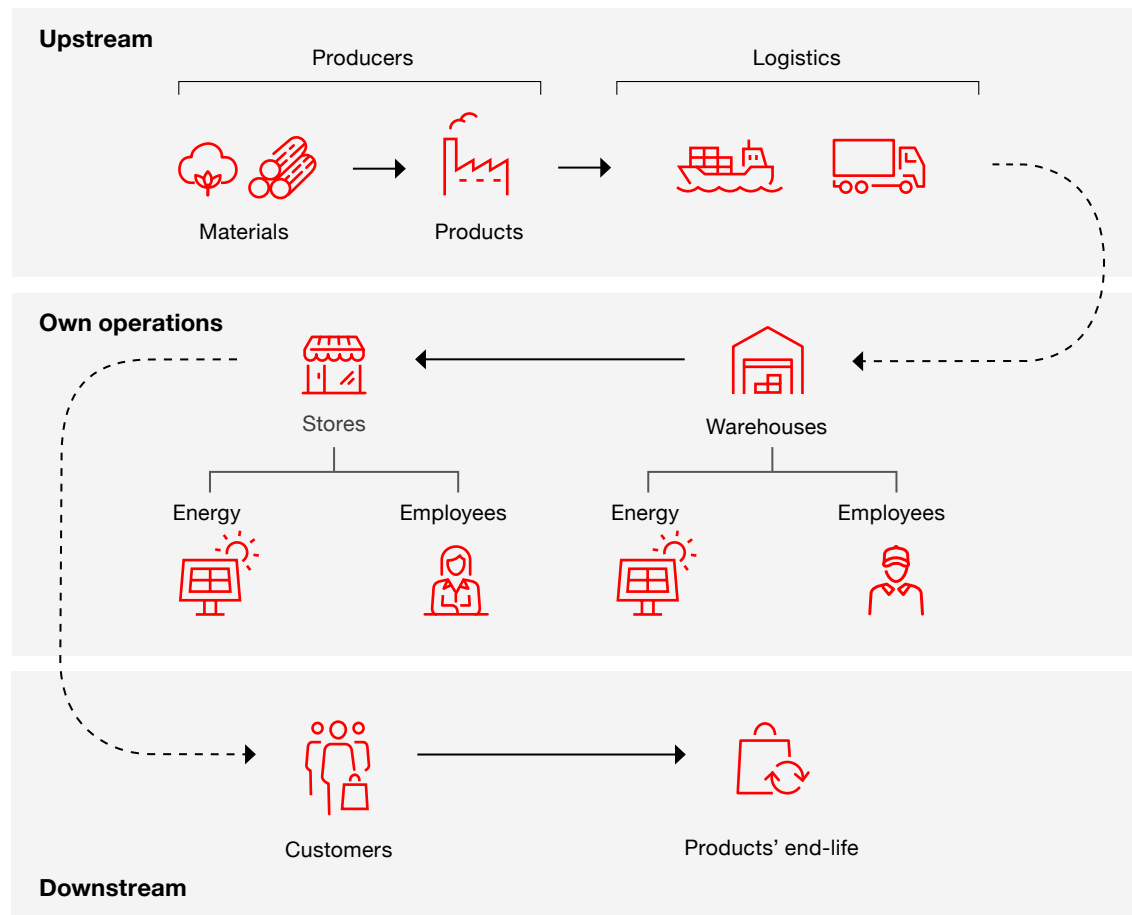 Upstream
Producers
Logistics
Materials
Products
Own operations
Stores
Warehouses
Energy
Employees
Energy
Employees
Customers
Products’ end-life
Downstream